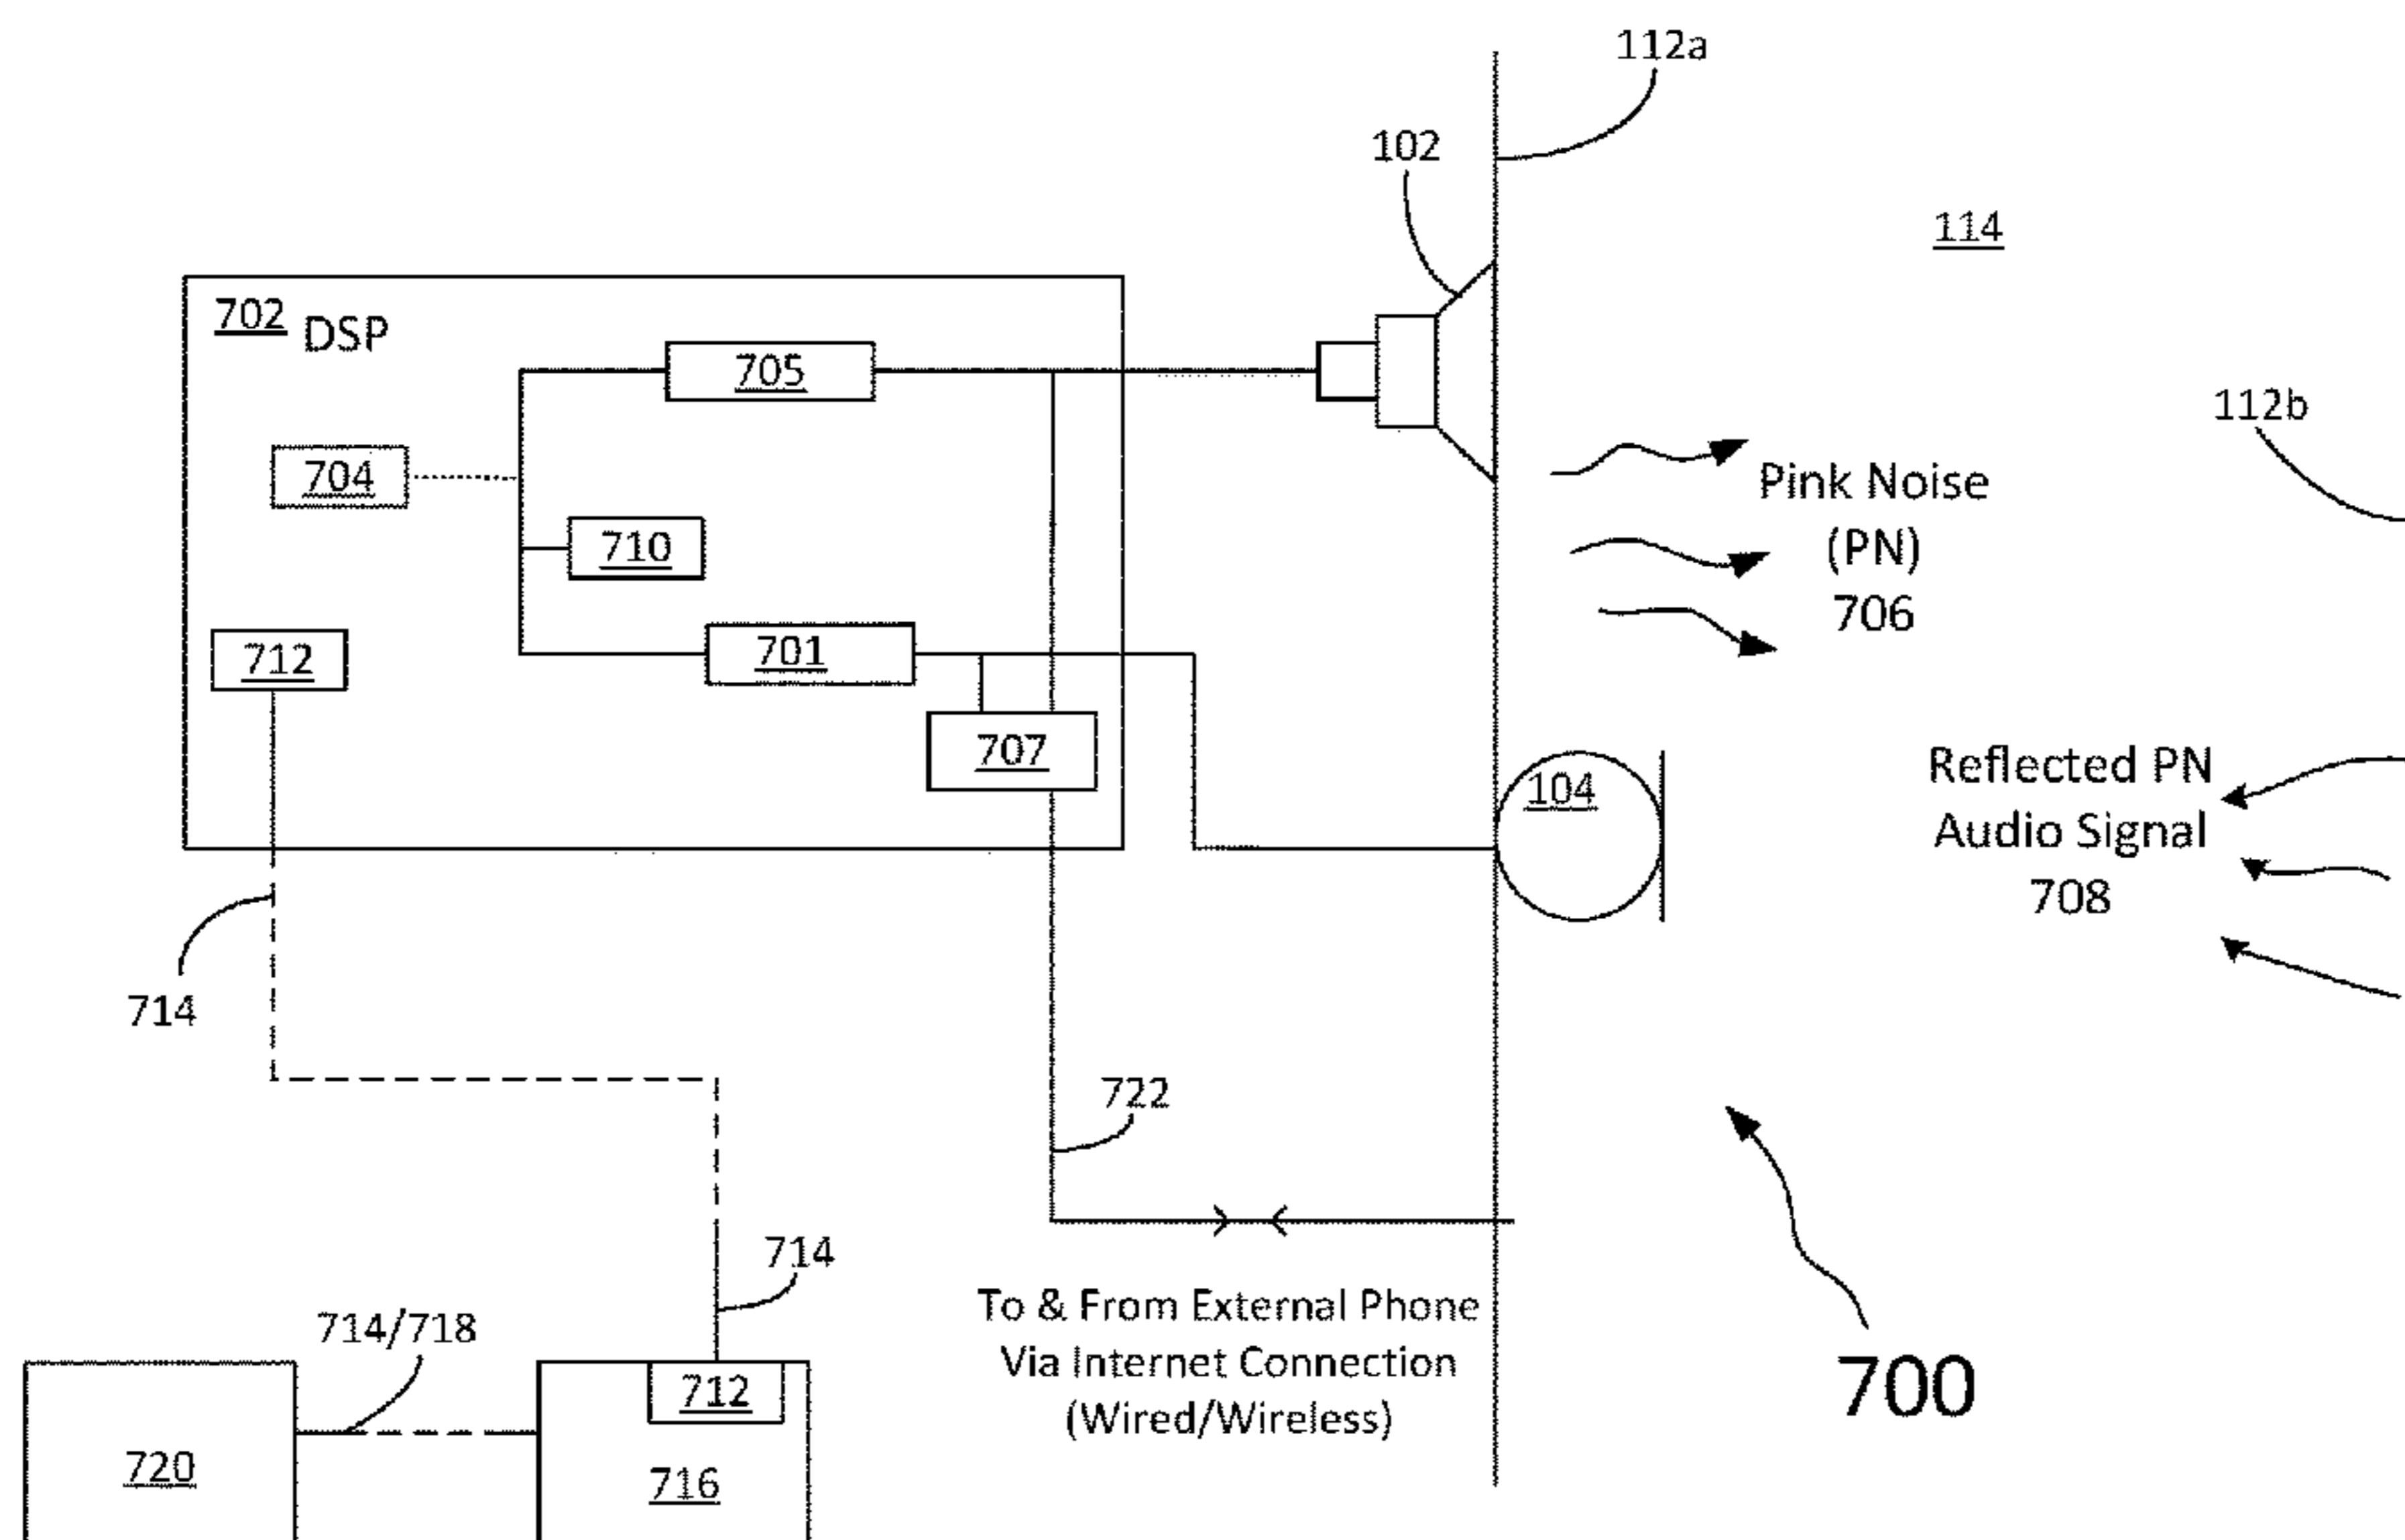 112a
102
114
702 DSP
705
112b
704
Pink Noise
(PN)
706
710
701
712
707
Reflected PN
Audio Signal
708
104
714
722
714
714/718
To & From External Phone
Via Internet Connection
(Wired/Wireless)
700
712
720
716